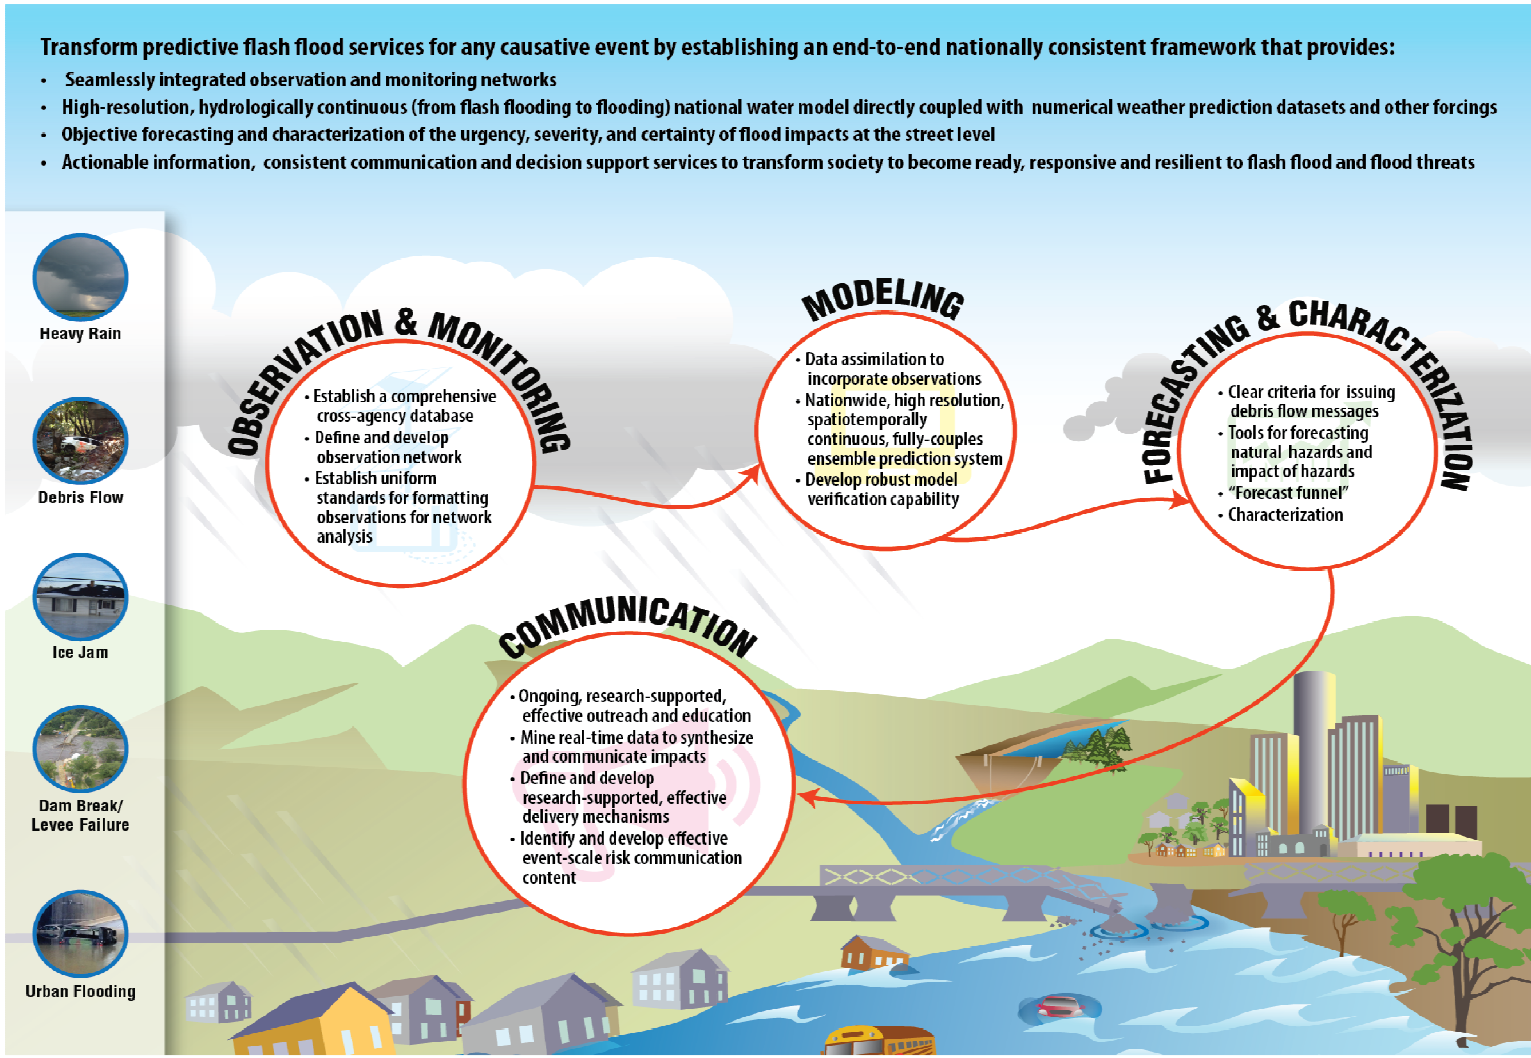 Transform predictive flash flood services for any causative event by establishing an end-to-end nationally consistent framework that provides:
• Seamlessly integrated observation and monitoring networks
• High-resolution, hydrologically continuous (from flash flooding to flooding) national water model directly coupled with numerical weather prediction datasets and other forcings
• Objective forecasting and characterization of the urgency, severity, and certainty of flood impacts at the street level
• Actionable information, consistent communication and decision support services to transform society to become ready, responsive and resilient to flash flood and flood threats
Heavy Rain
Debris Flow
Ice Jam
Dam Break/
Levee Failure
Urban Flooding
OBSERVATION & MONITORING
• Establish a comprehensive
cross-agency database
• Define and develop
observation network
• Establish uniform
standards for formatting
observations for network
analysis
MODELING
• Data assimilation to
incorporate observations
• Nationwide, high resolution,
spatiotemporally
continuous, fully-couples
ensemble prediction system
• Develop robust model
verification capability
FORECASTING & CHARACTERIZATION
• Clear criteria for issuing
debris flow messages
• Tools for forecasting
natural hazards and
impact of hazards
• “Forecast funnel”
• Characterization
COMMUNICATION
• Ongoing, research-supported,
effective outreach and education
• Mine real-time data to synthesize
and communicate impacts
• Define and develop
research-supported, effective
delivery mechanisms
• Identify and develop effective
event-scale risk communication
content